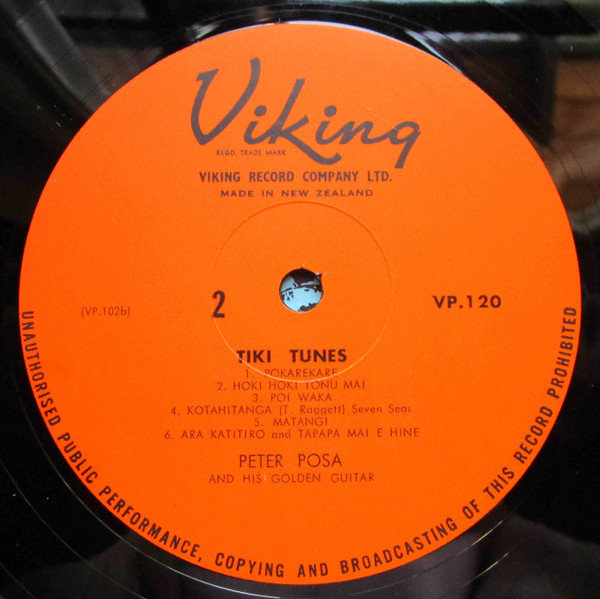 Viking
REGD. TRADE MARK
VIKING RECORD COMPANY LTD.
MADE IN NEW ZEALAND
(VP.102b)
2
VP.120
TIKI TUNES
1. POKAREKARE
2. HOKI HOKI TONU MAI
3. POI WAKA
4. KOTAHITANGA (T. Raggett) Seven Seas
5. MATANGI
6. ARA KATITIRO and TAPAPA MAI E HINE
PETER POSA
AND HIS GOLDEN GUITAR
UNAUTHORISED PUBLIC PERFORMANCE, COPYING AND BROADCASTING OF THIS RECORD PROHIBITED